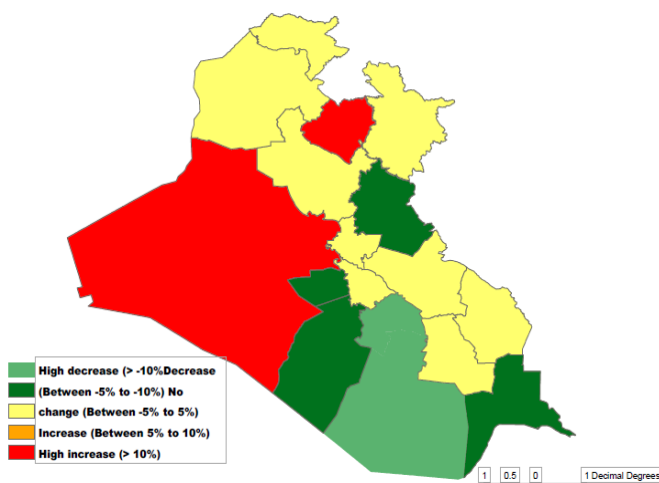 High decrease (> -10%Decrease
(Between -5% to -10%) No
change (Between -5% to 5%)
Increase (Between 5% to 10%)
High increase (> 10%)
1 0.5 0 1 Decimal Degrees